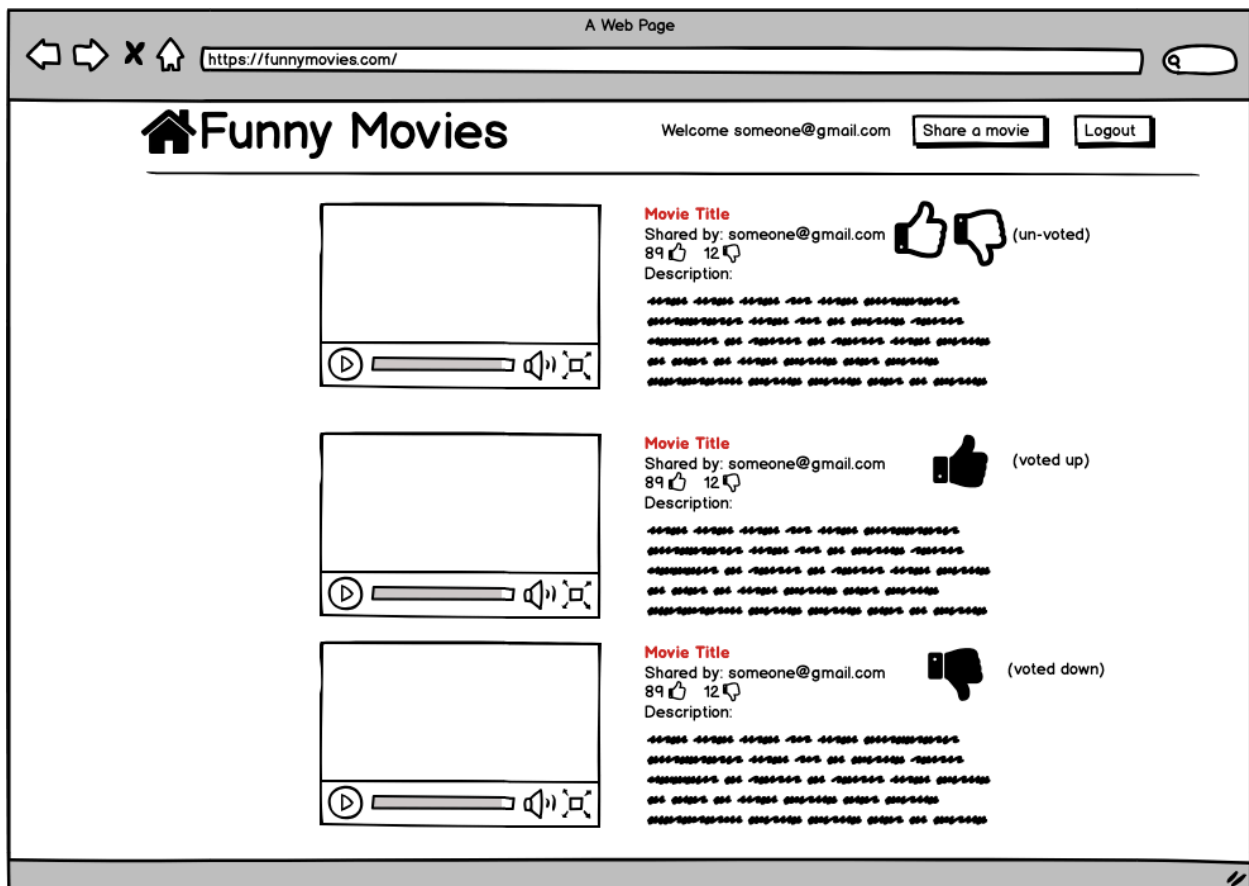 A Web Page
https://funnymovies.com/
Funny Movies
Welcome someone@gmail.com
Share a movie
Logout
Movie Title
Shared by: someone@gmail.com
(un-voted)
89 12
Description:
Movie Title
Shared by: someone@gmail.com
(voted up)
89 12
Description:
Movie Title
Shared by: someone@gmail.com
(voted down)
89 12
Description: